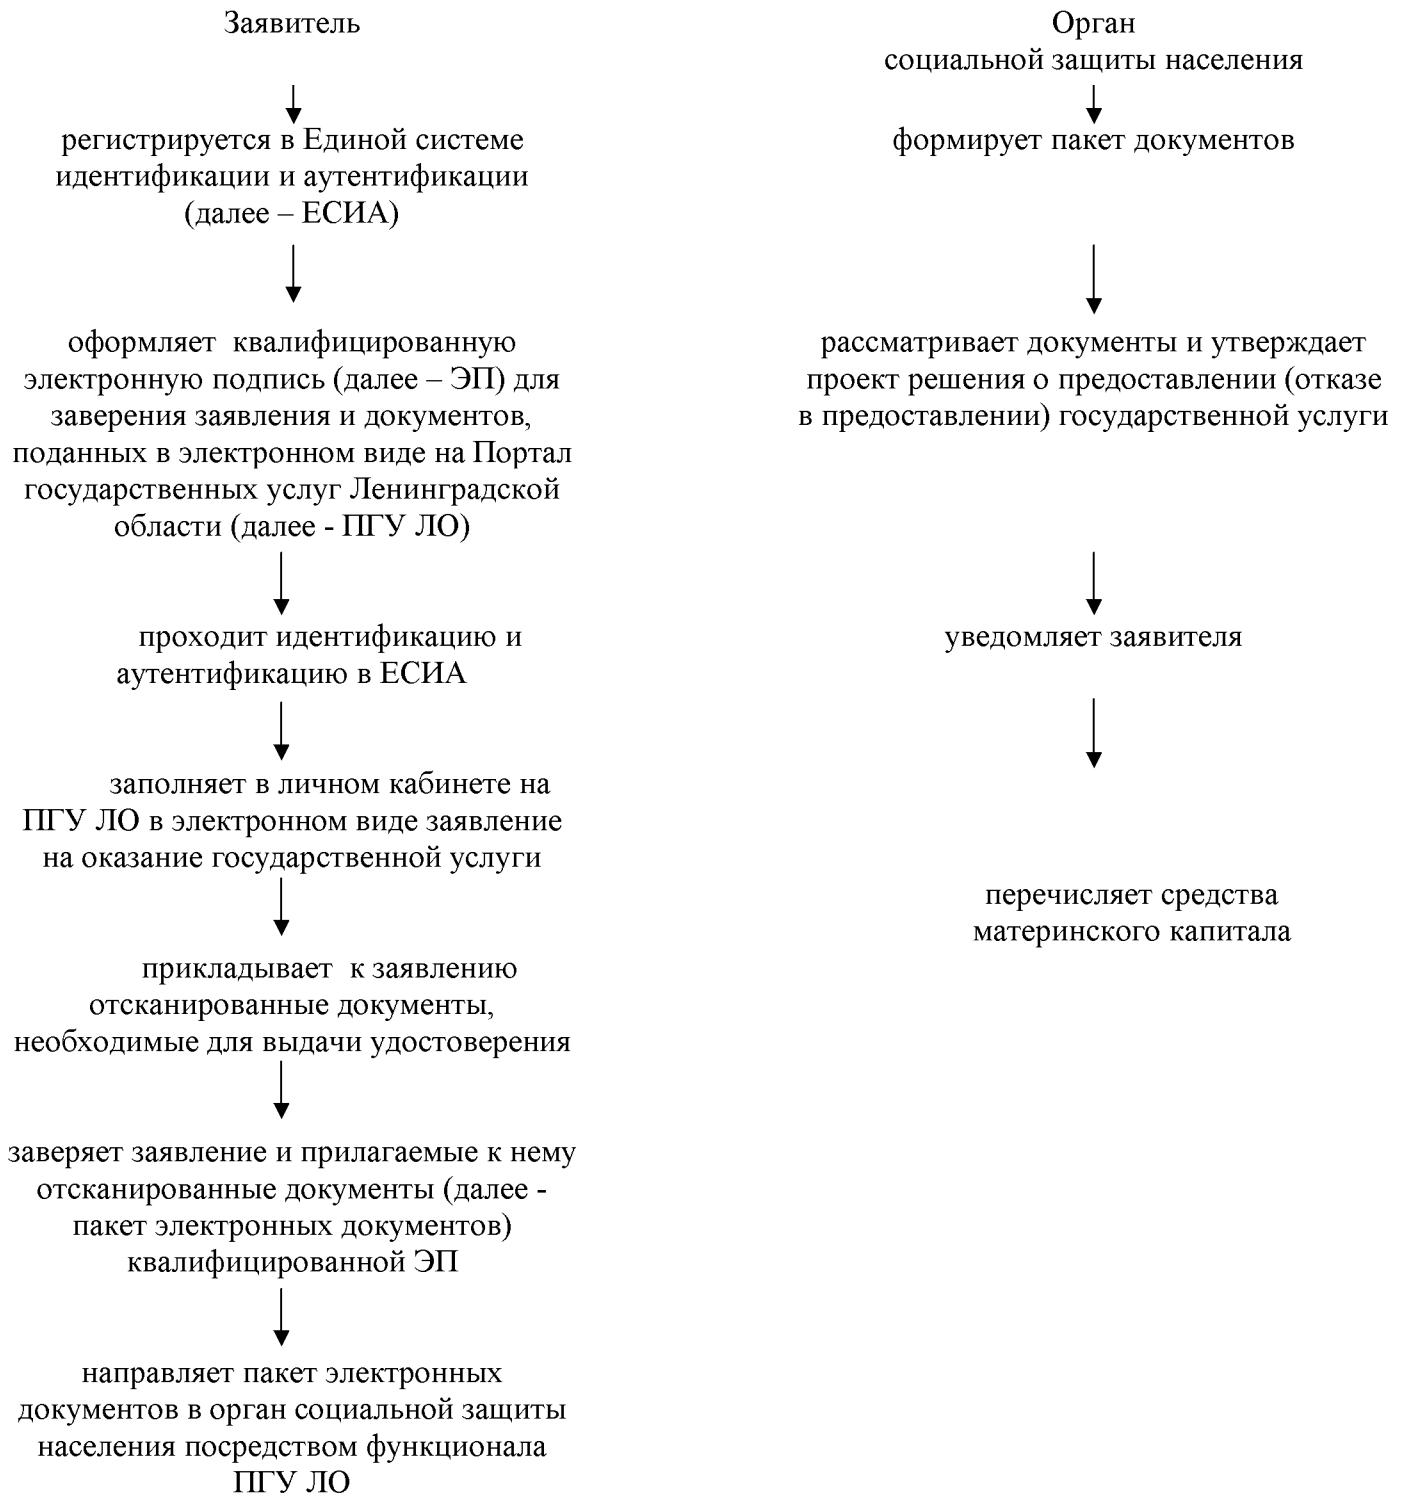 Заявитель
регистрируется в Единой системе
идентификации и аутентификации
(далее – ЕСИА)
оформляет квалифицированную
электронную подпись (далее – ЭП) для
заверения заявления и документов,
поданных в электронном виде на Портал
государственных услуг Ленинградской
области (далее - ПГУ ЛО)
проходит идентификацию и
аутентификацию в ЕСИА
заполняет в личном кабинете на
ПГУ ЛО в электронном виде заявление
на оказание государственной услуги
прикладывает к заявлению
отсканированные документы,
необходимые для выдачи удостоверения
заверяет заявление и прилагаемые к нему
отсканированные документы (далее -
пакет электронных документов)
квалифицированной ЭП
направляет пакет электронных
документов в орган социальной защиты
населения посредством функционала
ПГУ ЛО
Орган
социальной защиты населения
формирует пакет документов
рассматривает документы и утверждает
проект решения о предоставлении (отказе
в предоставлении) государственной услуги
уведомляет заявителя
перечисляет средства
материнского капитала